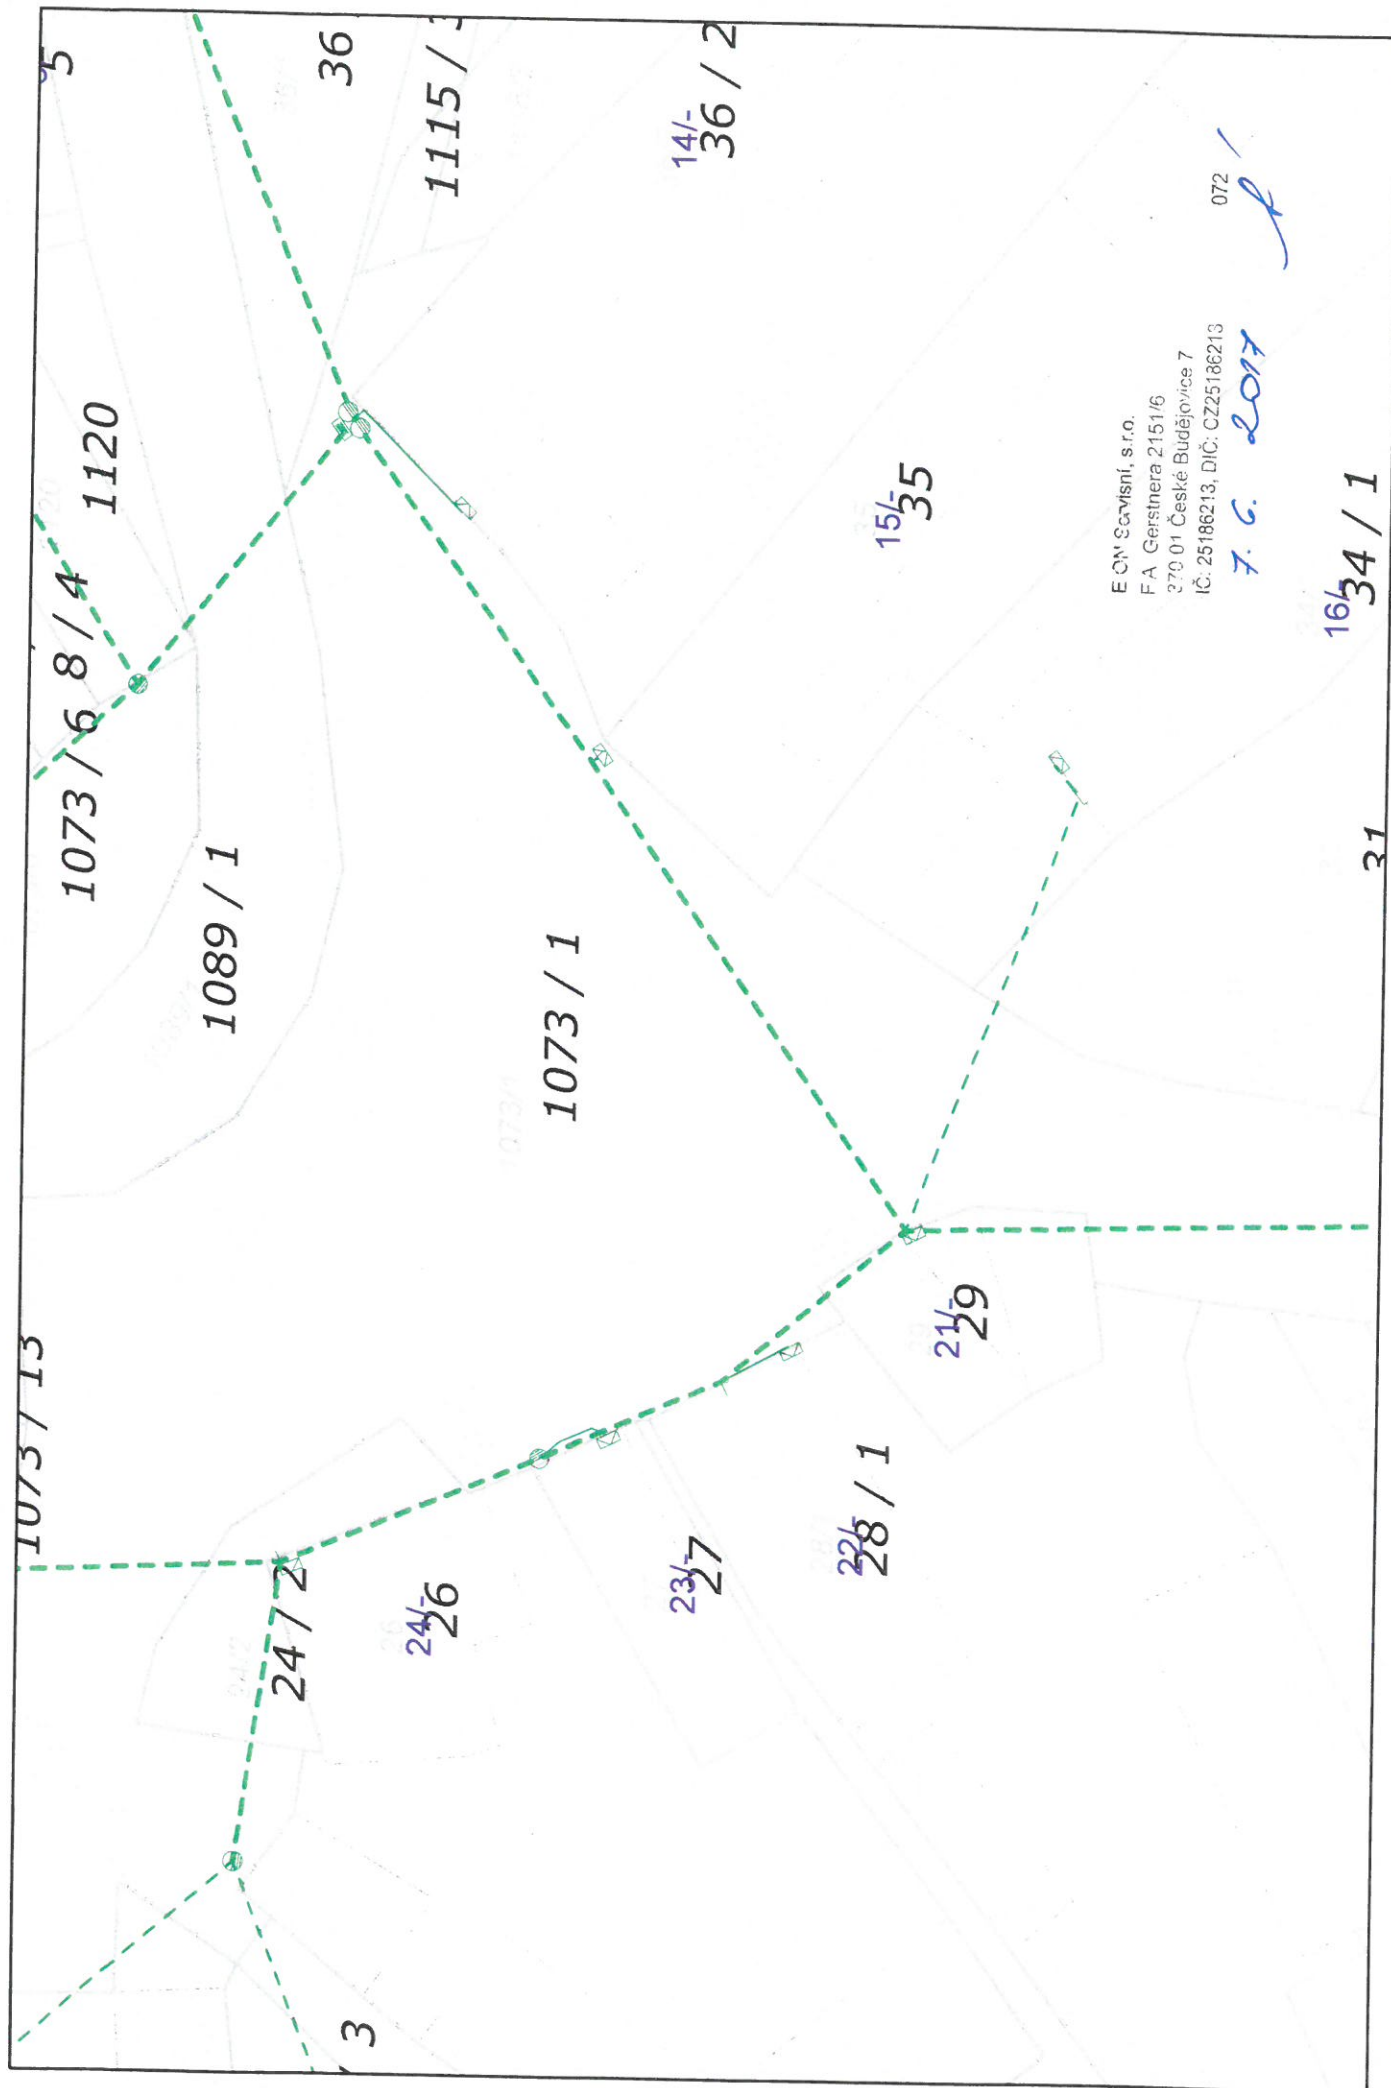 1073 / 13
1073 / 6
8 / 4
1120
5
36
1115 /
1089 / 1
1073 / 1
24 / 2
24/-
26
23/-
27
22/-
28 / 1
21/-
29
14/-
36 / 2
15/-
35
16/-
34 / 1
31
3
E.ON Servisní, s.r.o.
F.A. Gerstnera 2151/6
370 01 České Budějovice 7
IČ: 25186213, DIČ: CZ25186213
072
7. 6. 2017